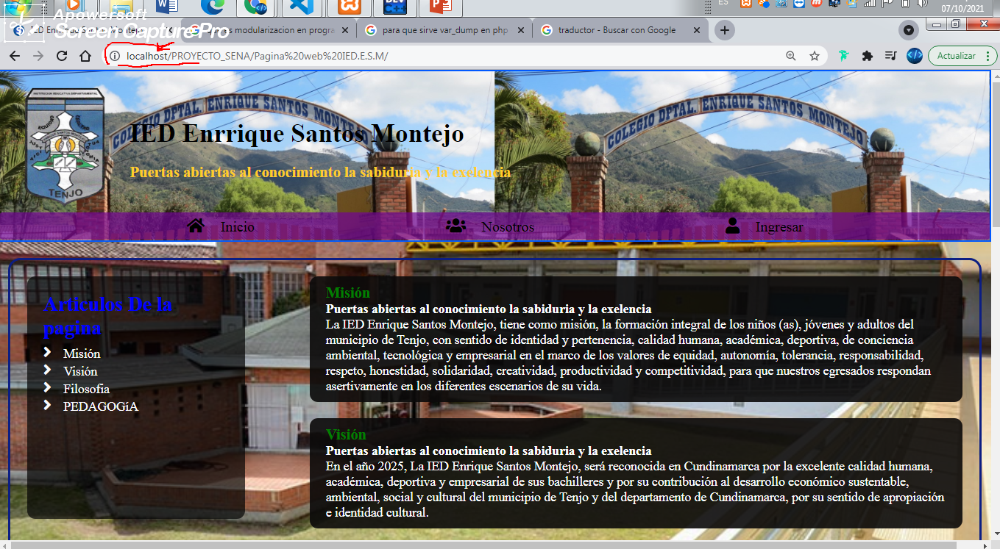 Apowersoft
Screen Capture Pro
ES
07/10/2021
modularizacion en progra
para que sirve var_dump en php
traductor - Buscar con Google
localhost/PROYECTO_SENA/Pagina%20web%20IED.E.S.M/
Actualizar
INSTITUCION EDUCATIVA DEPARTAMENTAL
TENJO
COLEGIO DPTAL. ENRIQUE SANTOS MONTEJO
COLEGIO DPTAL. ENRIQUE SANTOS MONTEJO
IED Enrrique Santos Montejo
Puertas abiertas al conocimiento la sabiduria y la exelencia
Inicio
Nosotros
Ingresar
Articulos De la
pagina
Misión
Visión
Filosofia
PEDAGOGíA
Misión
Puertas abiertas al conocimiento la sabiduria y la exelencia
La IED Enrique Santos Montejo, tiene como misión, la formación integral de los niños (as), jóvenes y adultos del
municipio de Tenjo, con sentido de identidad y pertenencia, calidad humana, académica, deportiva, de conciencia
ambiental, tecnológica y empresarial en el marco de los valores de equidad, autonomía, tolerancia, responsabilidad,
respeto, honestidad, solidaridad, creatividad, productividad y competitividad, para que nuestros egresados respondan
asertivamente en los diferentes escenarios de su vida.
Visión
Puertas abiertas al conocimiento la sabiduria y la exelencia
En el año 2025, La IED Enrique Santos Montejo, será reconocida en Cundinamarca por la excelente calidad humana,
académica, deportiva y empresarial de sus bachilleres y por su contribución al desarrollo económico sustentable,
ambiental, social y cultural del municipio de Tenjo y del departamento de Cundinamarca, por su sentido de apropiación
e identidad cultural.